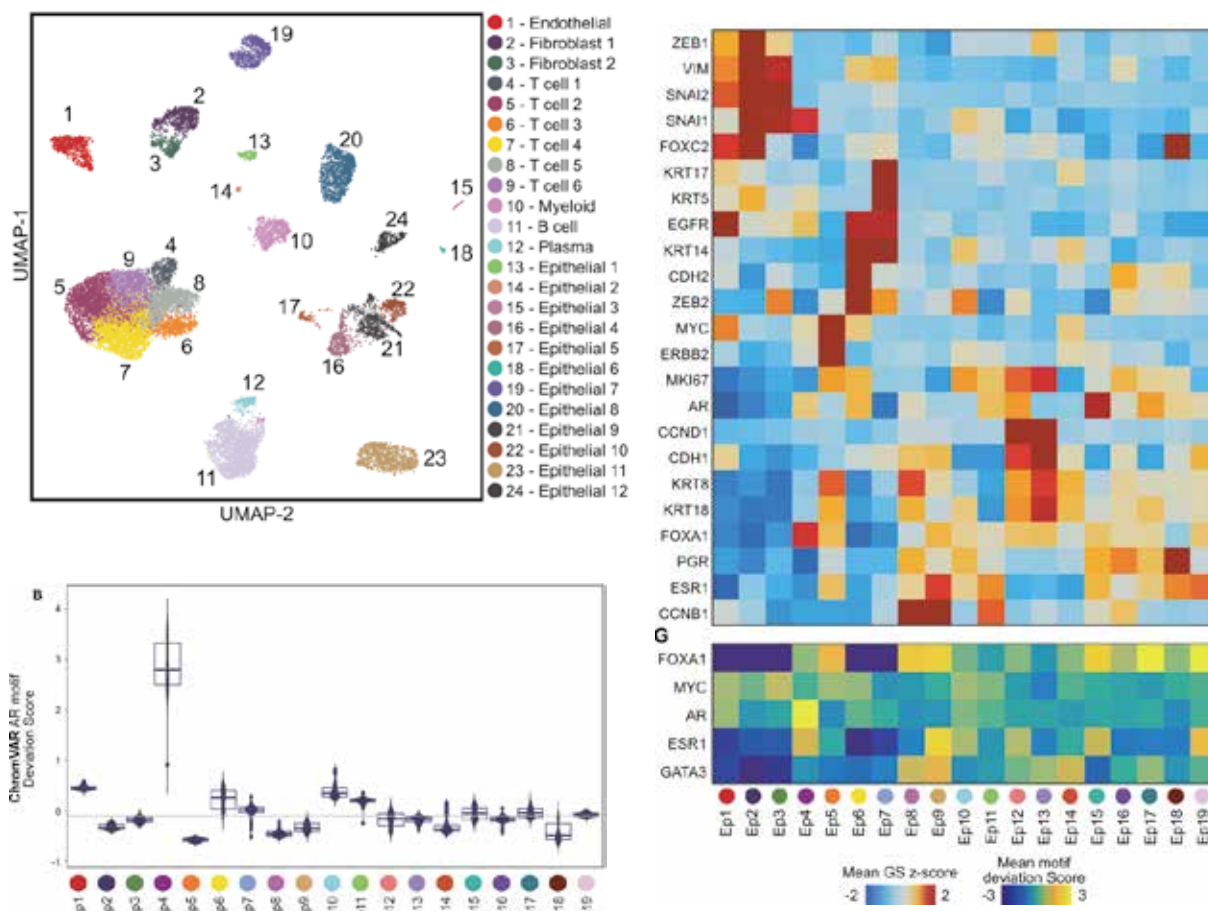 19
1
2
3
13
14
20
15
10
24
18
4
9
5
8
17
22
6
7
16
21
12
11
23
UMAP-1
UMAP-2
1 - Endothelial
2 - Fibroblast 1
3 - Fibroblast 2
4 - T cell 1
5 - T cell 2
6 - T cell 3
7 - T cell 4
8 - T cell 5
9 - T cell 6
10 - Myeloid
11 - B cell
12 - Plasma
13 - Epithelial 1
14 - Epithelial 2
15 - Epithelial 3
16 - Epithelial 4
17 - Epithelial 5
18 - Epithelial 6
19 - Epithelial 7
20 - Epithelial 8
21 - Epithelial 9
22 - Epithelial 10
23 - Epithelial 11
24 - Epithelial 12
ZEB1
VIM
SNAI2
SNAI1
FOXC2
KRT17
KRT5
EGFR
KRT14
CDH2
ZEB2
MYC
ERBB2
MKI67
AR
CCND1
CDH1
KRT8
KRT18
FOXA1
PGR
ESR1
CCNB1
B
ChromVAR AR motif
Deviation Score
4
3
2
1
0
-1
p1
p2
p3
p4
p5
p6
p7
p8
p9
10
p11
12
13
14
15
16
17
18
19
G
FOXA1
MYC
AR
ESR1
GATA3
Ep1
Ep2
Ep3
Ep4
Ep5
Ep6
Ep7
Ep8
Ep9
Ep10
Ep11
Ep12
Ep13
Ep14
Ep15
Ep16
Ep17
Ep18
Ep19
Mean GS z-score
-2
2
Mean motif
deviation Score
-3
3